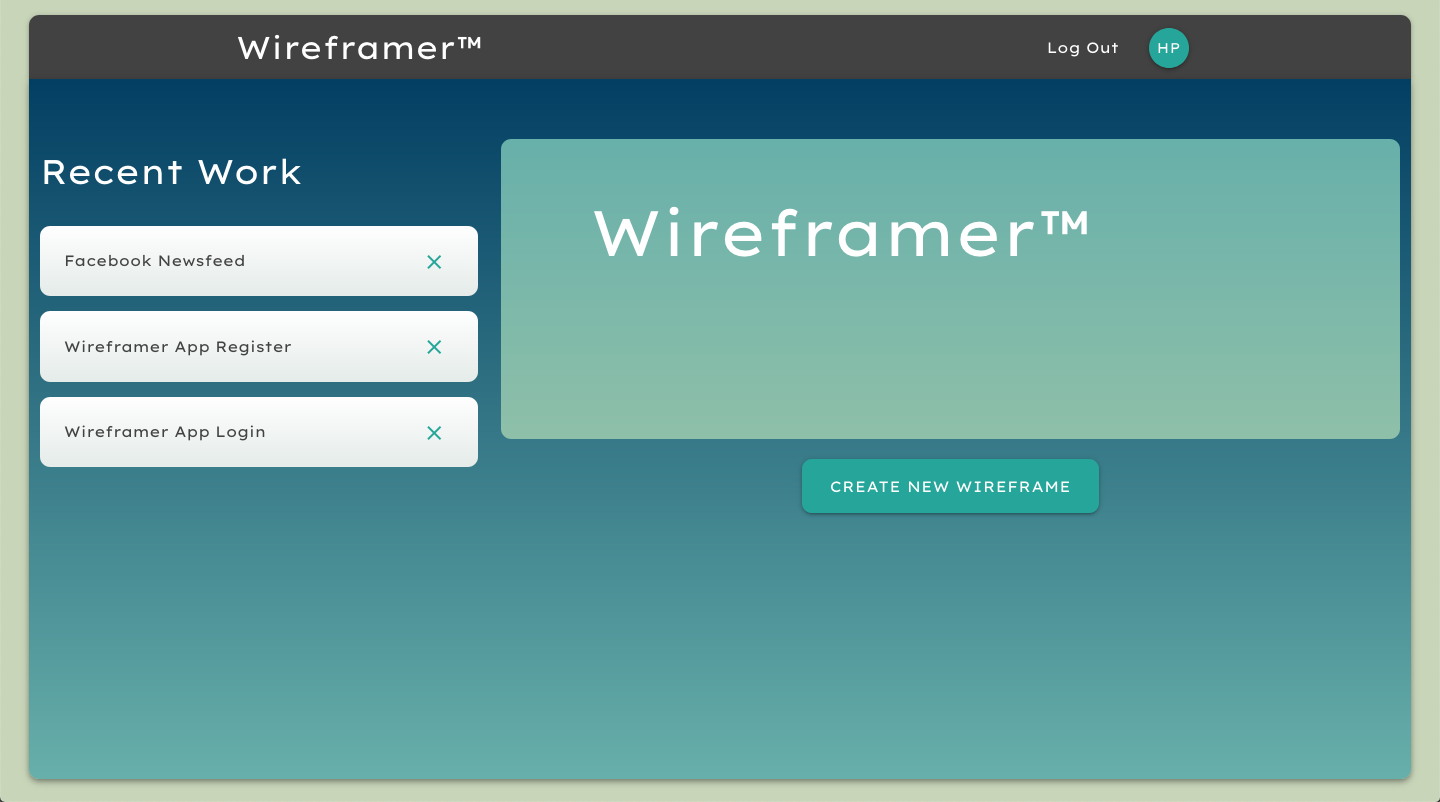 Wireframer™
Log Out
HP
Recent Work
Facebook Newsfeed
Wireframer App Register
Wireframer App Login
Wireframer™
CREATE NEW WIREFRAME